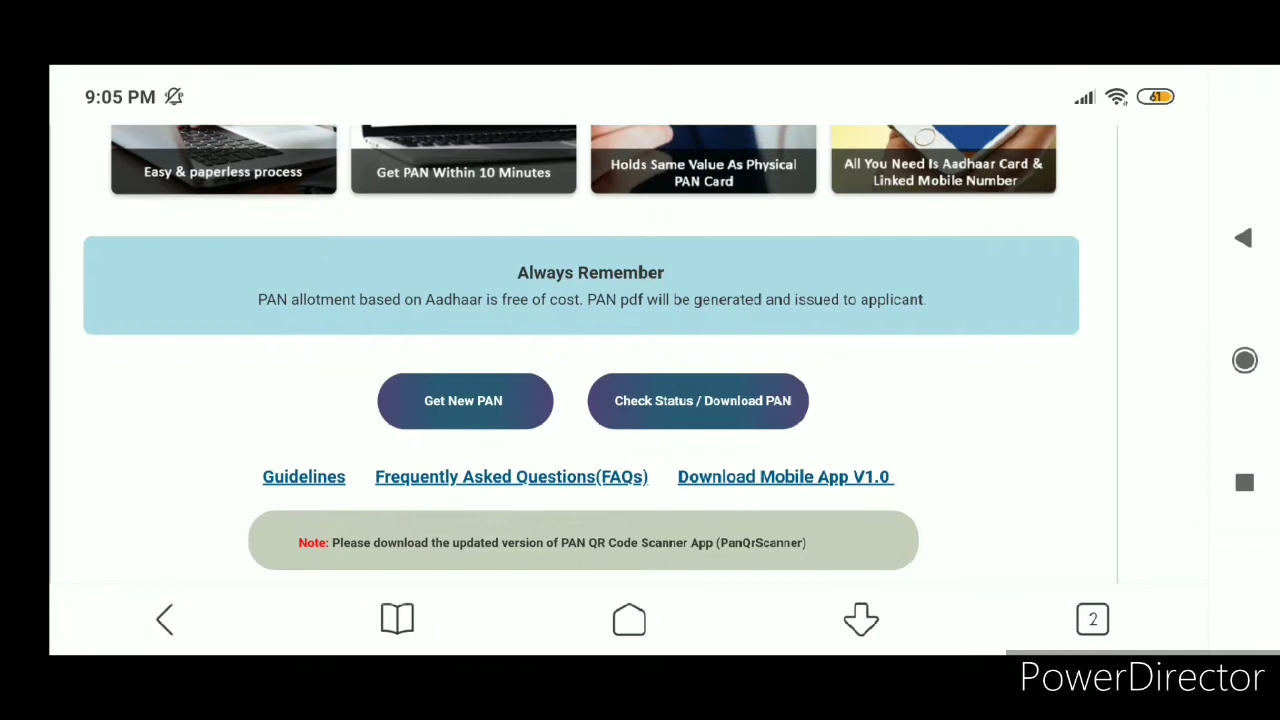 9:05 PM
61
Easy & paperless process
Get PAN Within 10 Minutes
Holds Same Value As Physical
PAN Card
All You Need Is Aadhaar Card &
Linked Mobile Number
Always Remember
PAN allotment based on Aadhaar is free of cost. PAN pdf will be generated and issued to applicant.
Get New PAN
Check Status / Download PAN
Guidelines
Frequently Asked Questions(FAQs)
Download Mobile App V1.0
Note: Please download the updated version of PAN QR Code Scanner App (PanQrScanner)
2
PowerDirector